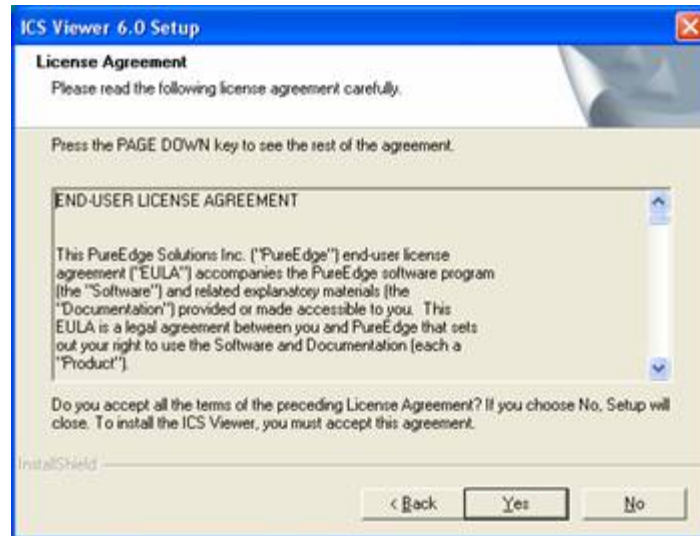 ICS Viewer 6.0 Setup
License Agreement
Please read the following license agreement carefully.
Press the PAGE DOWN key to see the rest of the agreement.
END-USER LICENSE AGREEMENT
This PureEdge Solutions Inc. ("PureEdge") end-user license
agreement ("EULA") accompanies the PureEdge software program
(the "Software") and related explanatory materials (the
"Documentation") provided or made accessible to you.  This
EULA is a legal agreement between you and PureEdge that sets
out your right to use the Software and Documentation (each a
"Product").
Do you accept all the terms of the preceding License Agreement? If you choose No, Setup will
close. To install the ICS Viewer, you must accept this agreement.
InstallShield
< Back Yes No